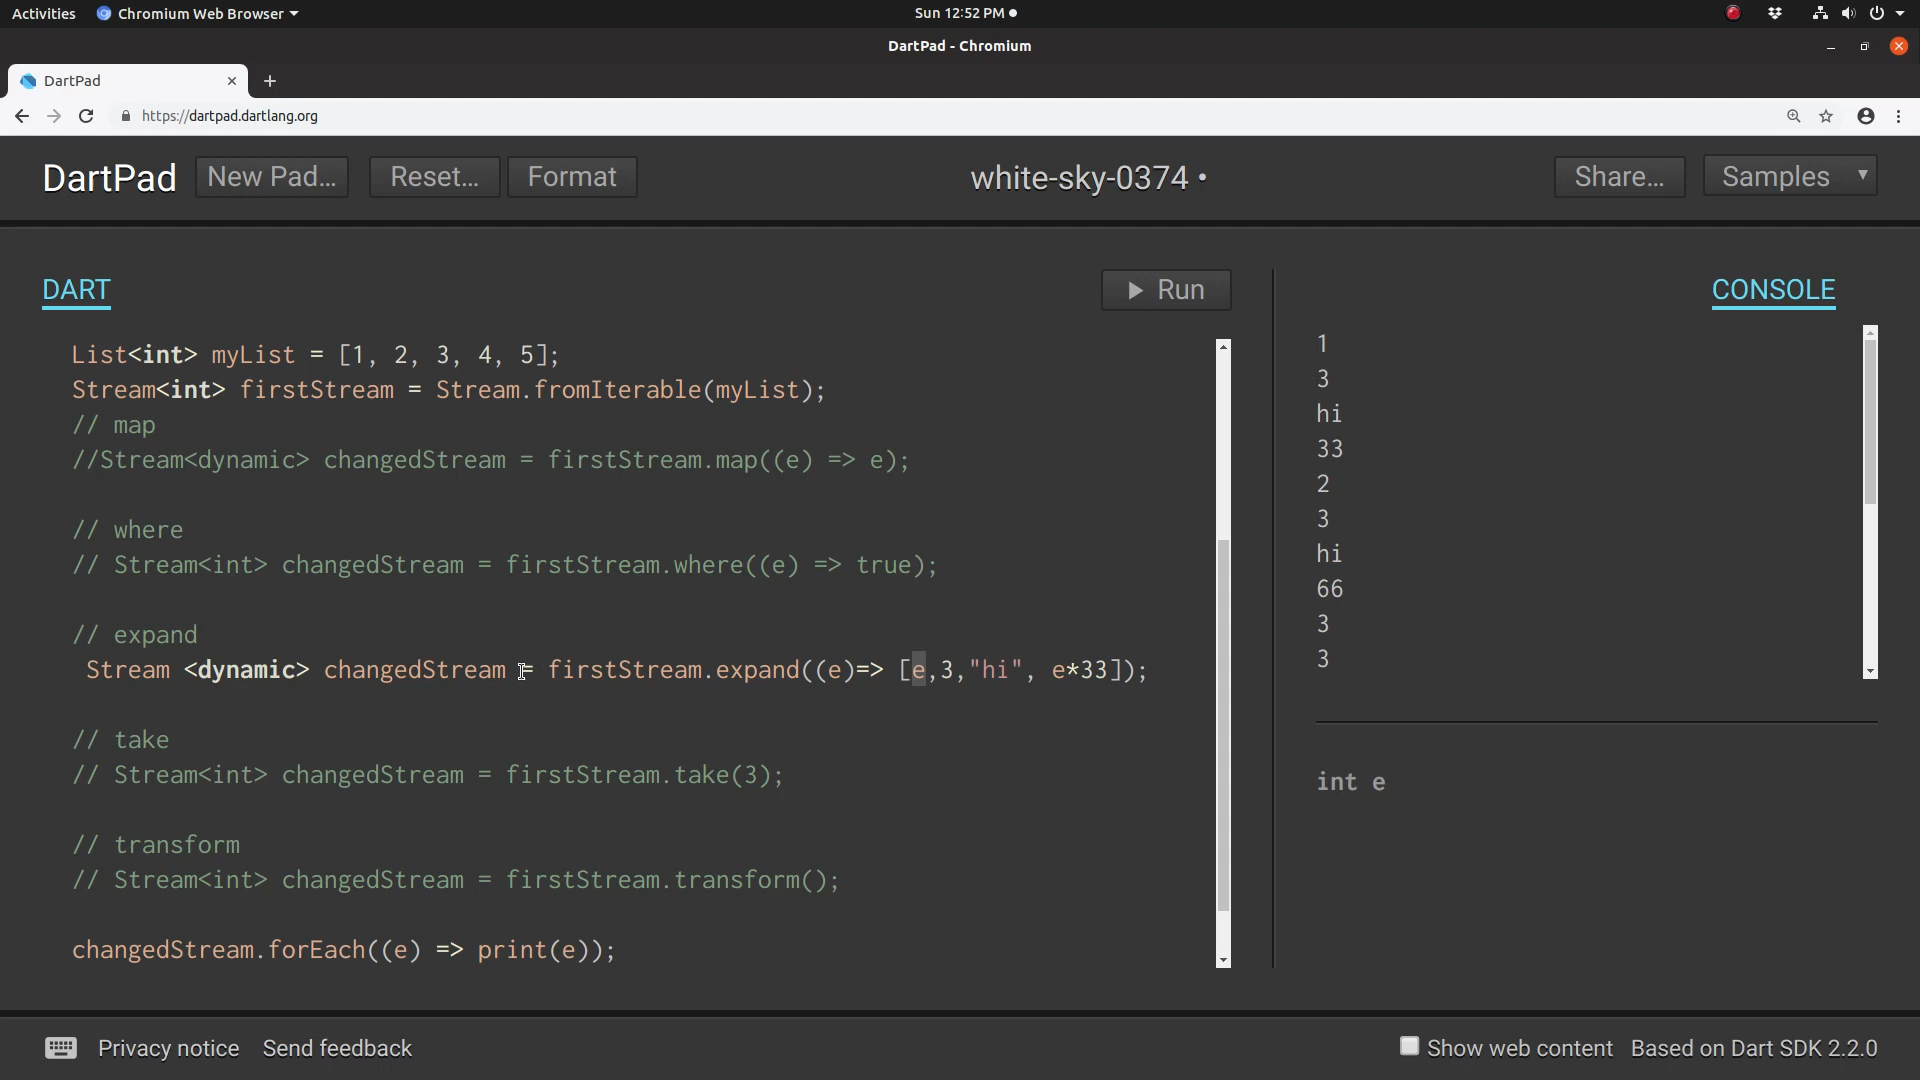 Activities Chromium Web Browser Sun 12:52 PM
DartPad - Chromium
DartPad
https://dartpad.dartlang.org
DartPad New Pad... Reset... Format white-sky-0374 • Share... Samples
DART Run CONSOLE
List<int> myList = [1, 2, 3, 4, 5];
Stream<int> firstStream = Stream.fromIterable(myList);
// map
//Stream<dynamic> changedStream = firstStream.map((e) => e);
// where
// Stream<int> changedStream = firstStream.where((e) => true);
// expand
Stream <dynamic> changedStream = firstStream.expand((e)=> [e,3,"hi", e*33]);
// take
// Stream<int> changedStream = firstStream.take(3);
// transform
// Stream<int> changedStream = firstStream.transform();
changedStream.forEach((e) => print(e));
1
3
hi
33
2
3
hi
66
3
3
int e
Privacy notice Send feedback Show web content Based on Dart SDK 2.2.0